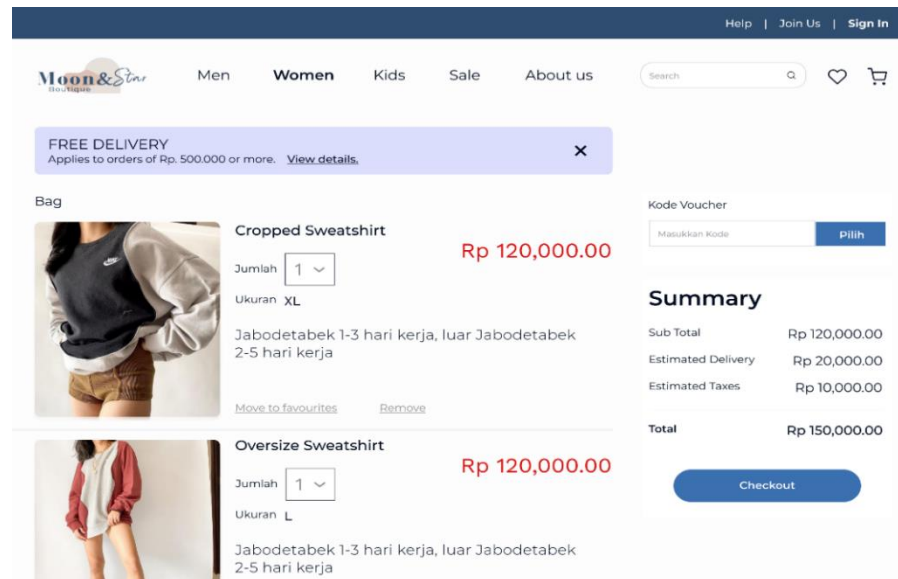 Help | Join Us | Sign In
Moon&Star
Boutique
Men Women Kids Sale About us
Search
FREE DELIVERY
Applies to orders of Rp. 500.000 or more. View details.
Bag
Cropped Sweatshirt
Rp 120,000.00
Jumlah 1
Ukuran XL
Jabodetabek 1-3 hari kerja, luar Jabodetabek
2-5 hari kerja
Move to favourites Remove
Oversize Sweatshirt
Rp 120,000.00
Jumlah 1
Ukuran L
Jabodetabek 1-3 hari kerja, luar Jabodetabek
2-5 hari kerja
Kode Voucher
Masukkan Kode Pilih
Summary
Sub Total Rp 120,000.00
Estimated Delivery Rp 20,000.00
Estimated Taxes Rp 10,000.00
Total Rp 150,000.00
Checkout